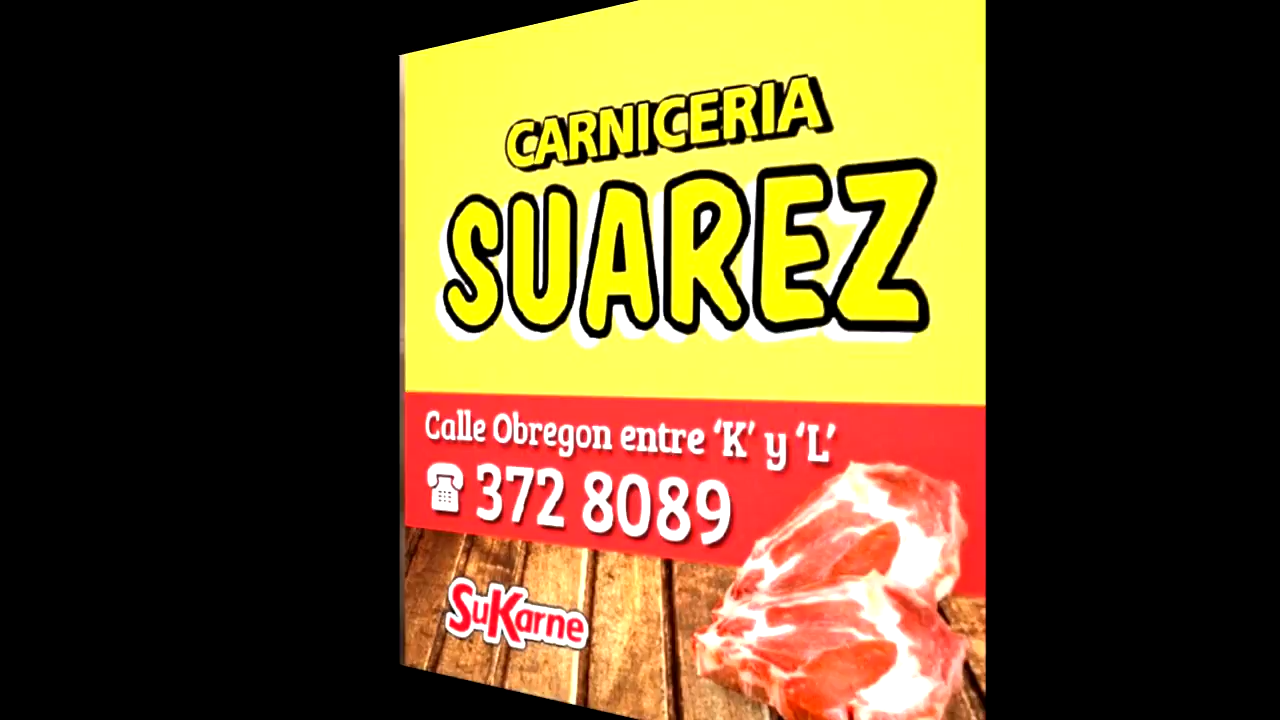 CARNICERIA
SUAREZ
Calle Obregon entre ‘K’ y ‘L’
372 8089
SuKarne